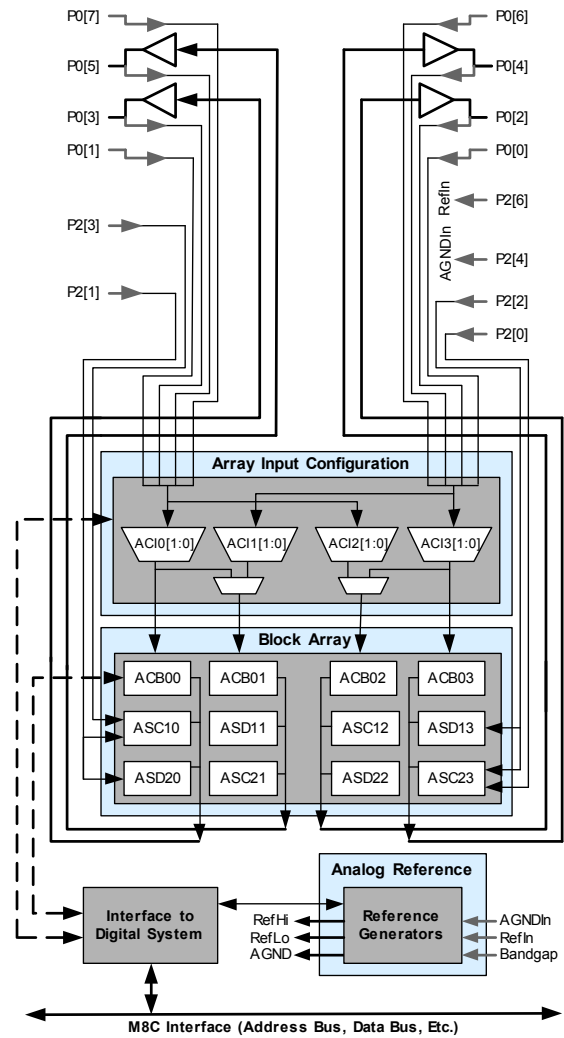 P0[7]
P0[6]
P0[5]
P0[4]
P0[3]
P0[2]
P0[1]
P0[0]
P2[6]
RefIn
P2[3]
P2[4]
AGNDIn
P2[1]
P2[2]
P2[0]
Array Input Configuration
ACI0[1:0]
ACI1[1:0]
ACI2[1:0]
ACI3[1:0]
Block Array
ACB00
ACB01
ACB02
ACB03
ASC10
ASD11
ASC12
ASD13
ASD20
ASC21
ASD22
ASC23
Analog Reference
Interface to
Digital System
RefHi
RefLo
AGND
Reference
Generators
AGNDIn
RefIn
Bandgap
M8C Interface (Address Bus, Data Bus, Etc.)